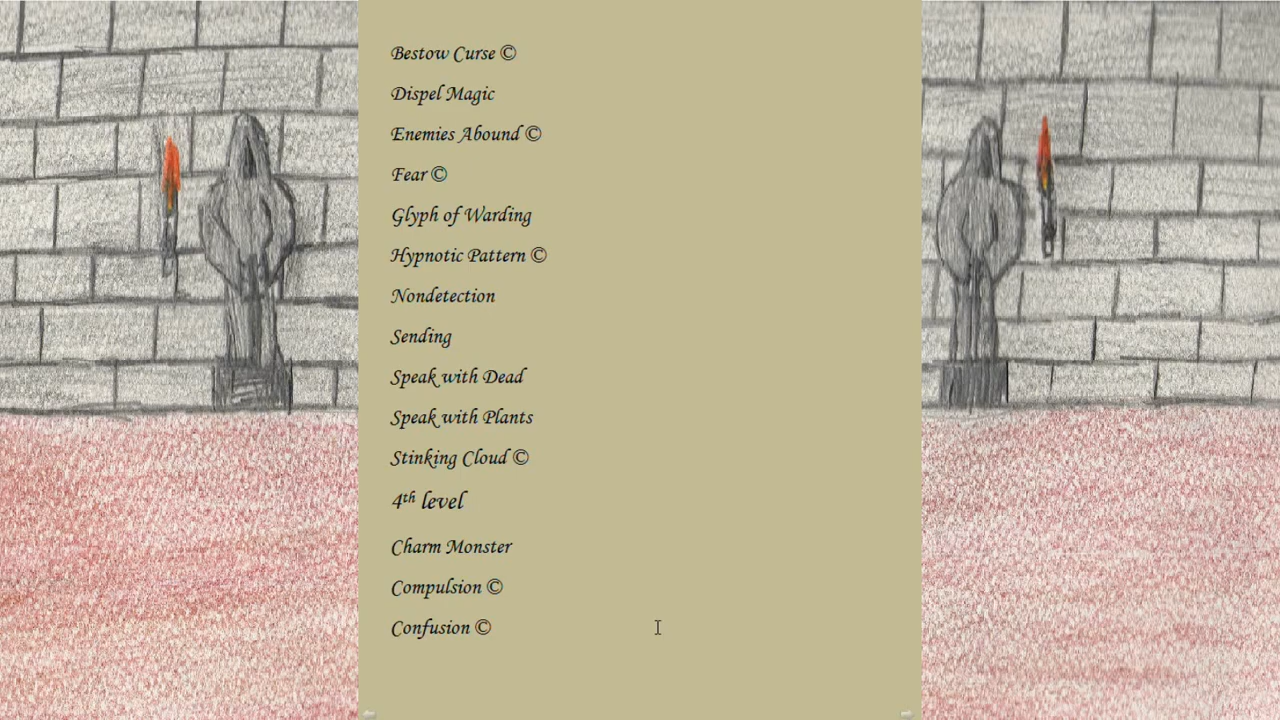 Bestow Curse ©
Dispel Magic
Enemies Abound ©
Fear ©
Glyph of Warding
Hypnotic Pattern ©
Nondetection
Sending
Speak with Dead
Speak with Plants
Stinking Cloud ©
4th level
Charm Monster
Compulsion ©
Confusion ©